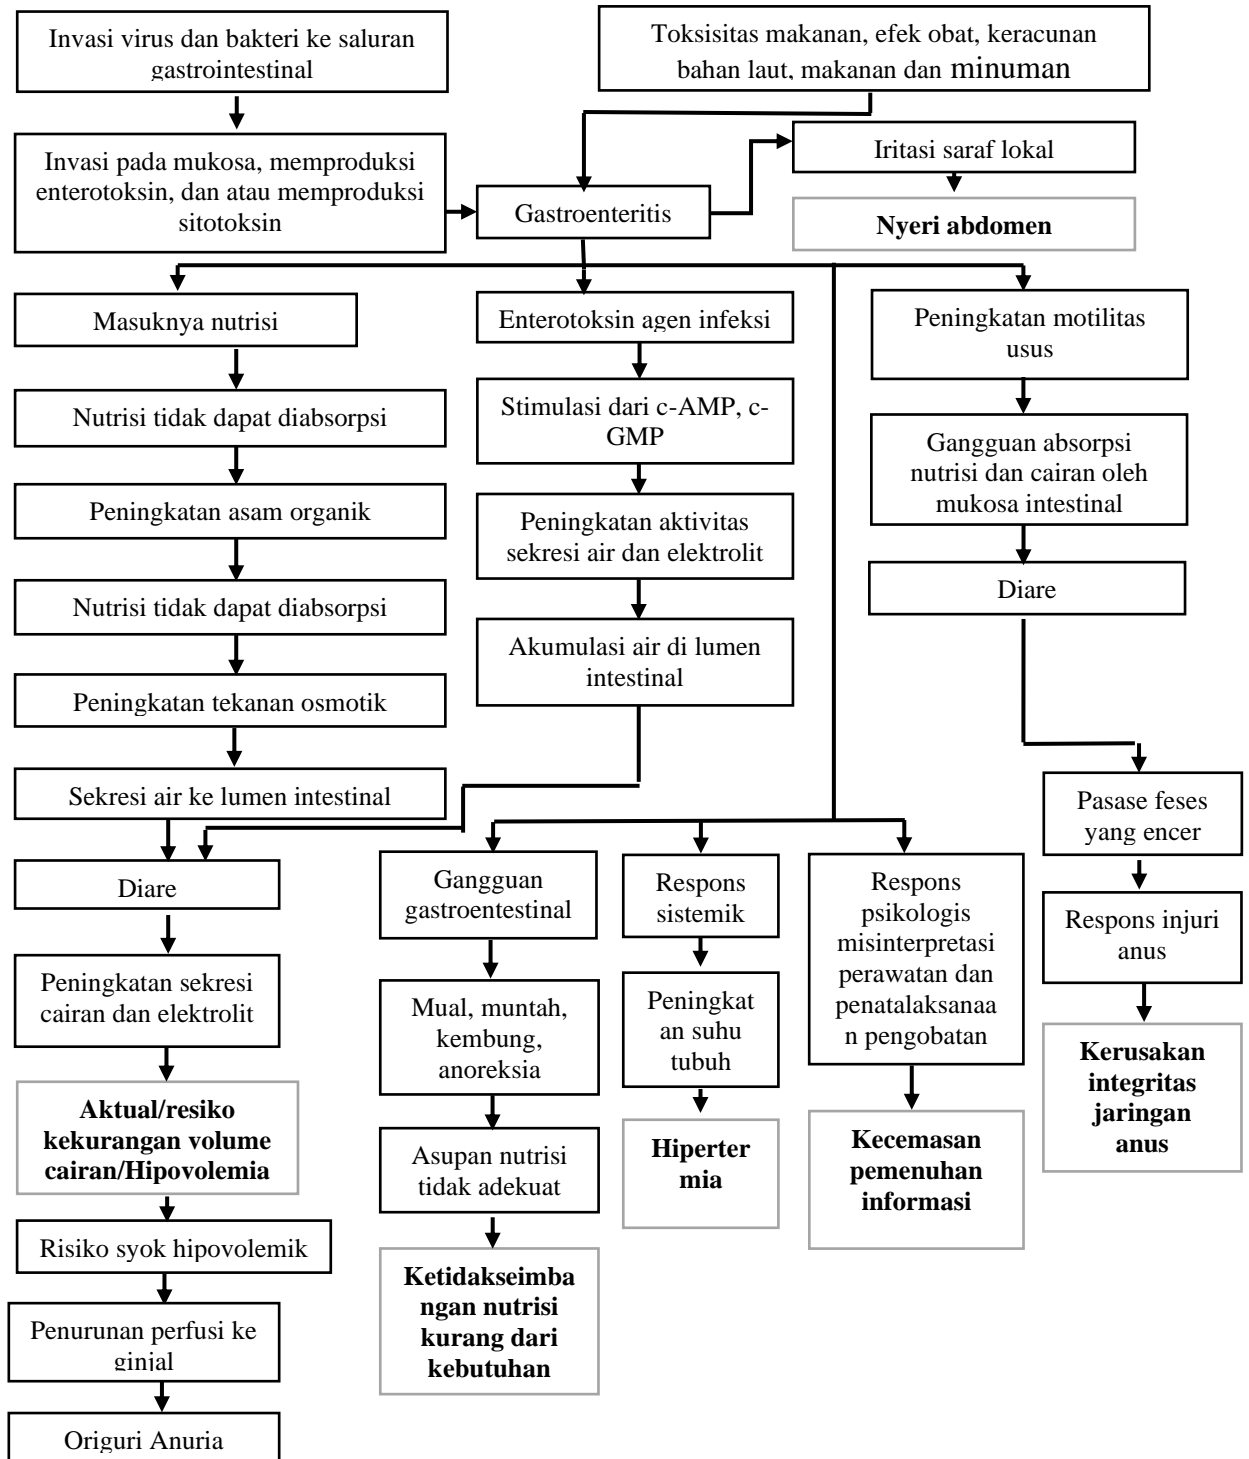 Invasi virus dan bakteri ke saluran
gastrointestinal
Toksisitas makanan, efek obat, keracunan
bahan laut, makanan dan minuman
Invasi pada mukosa, memproduksi
enterotoksin, dan atau memproduksi
sitotoksin
Gastroenteritis
Iritasi saraf lokal
Nyeri abdomen
Masuknya nutrisi
Nutrisi tidak dapat diabsorpsi
Peningkatan asam organik
Nutrisi tidak dapat diabsorpsi
Peningkatan tekanan osmotik
Sekresi air ke lumen intestinal
Diare
Peningkatan sekresi
cairan dan elektrolit
Aktual/resiko
kekurangan volume
cairan/Hipovolemia
Risiko syok hipovolemik
Penurunan perfusi ke
ginjal
Origuri Anuria
Enterotoksin agen infeksi
Stimulasi dari c-AMP, c-
GMP
Peningkatan aktivitas
sekresi air dan elektrolit
Akumulasi air di lumen
intestinal
Gangguan
gastroentestinal
Mual, muntah,
kembung,
anoreksia
Asupan nutrisi
tidak adekuat
Ketidakseimba
ngan nutrisi
kurang dari
kebutuhan
Respons
sistemik
Peningkat
an suhu
tubuh
Hiperter
mia
Respons
psikologis
misinterpretasi
perawatan dan
penatalaksanaa
n pengobatan
Kecemasan
pemenuhan
informasi
Peningkatan motilitas
usus
Gangguan absorpsi
nutrisi dan cairan oleh
mukosa intestinal
Diare
Pasase feses
yang encer
Respons injuri
anus
Kerusakan
integritas
jaringan
anus